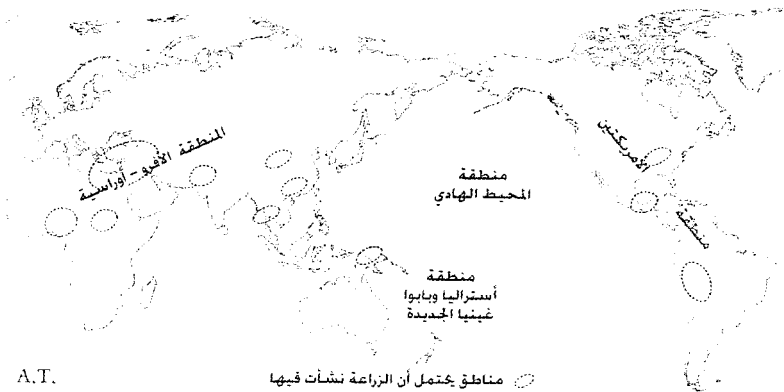 المنطقة الأفرو - أوراسية
منطقة
المحيط الهادي
منطقة
الأمريكتين
منطقة
أستراليا وبابوا
غينيا الجديدة
مناطق يحتمل أن الزراعة نشأت فيها
A.T.